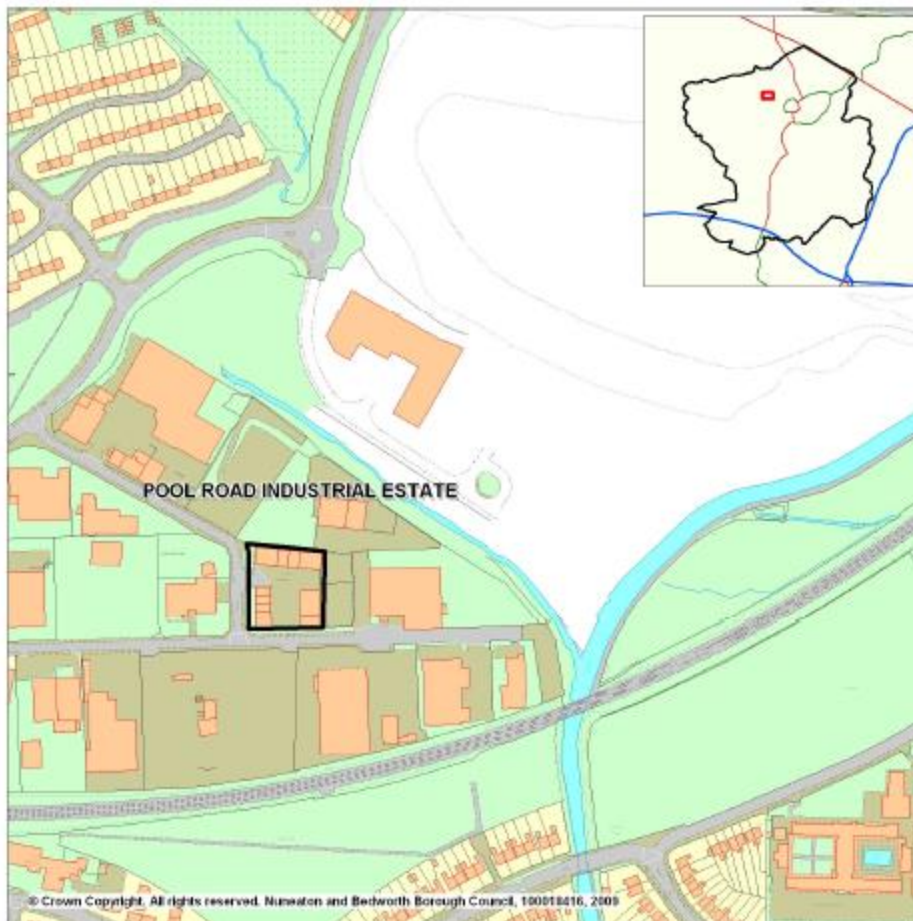 POOL ROAD INDUSTRIAL ESTATE
© Crown Copyright. All rights reserved. Nuneaton and Bedworth Borough Council, 100018416, 2009